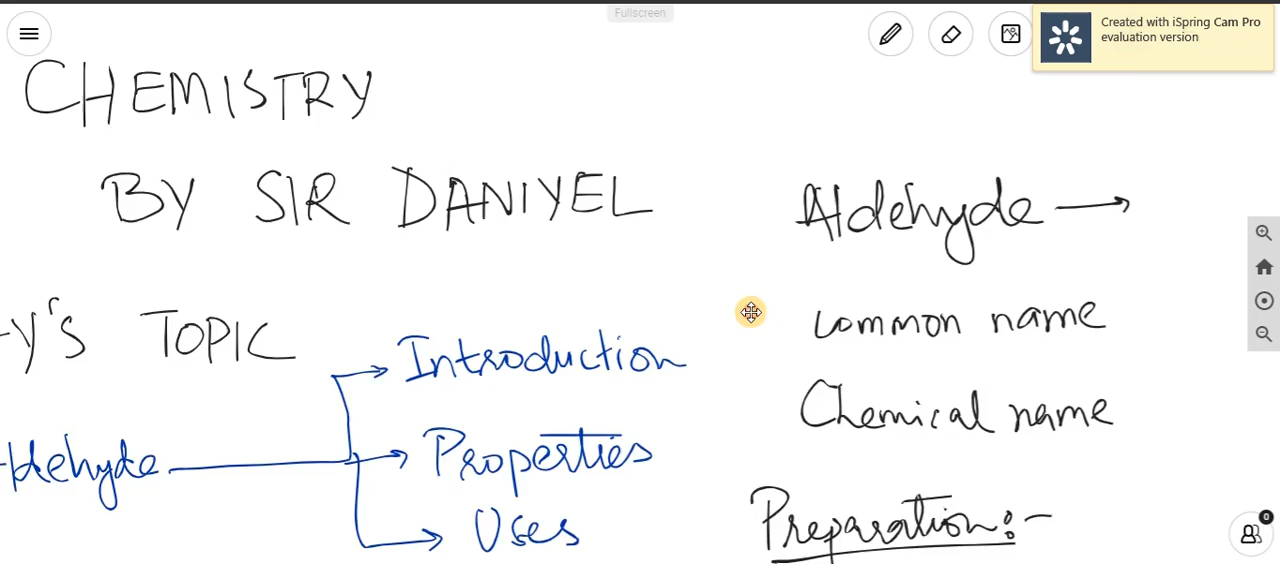 Fullscreen
Created with iSpring Cam Pro
evaluation version
0
CHEMISTRY
BY SIR DANIYEL
Y'S TOPIC
ldehyde
Introduction
Properties
Uses
Aldehyde →
common name
Chemical name
Preparation:-